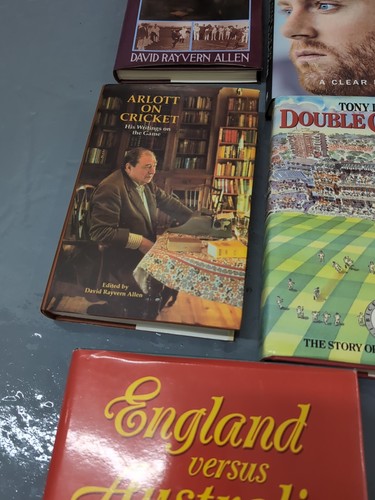 DAVID RAYVERN ALLEN
A CLEAR
ARLOTT
ON
CRICKET
His Writings on
the Game
Edited by
David Rayvern Allen
TONY
DOUBLE
THE STORY OF
England
versus